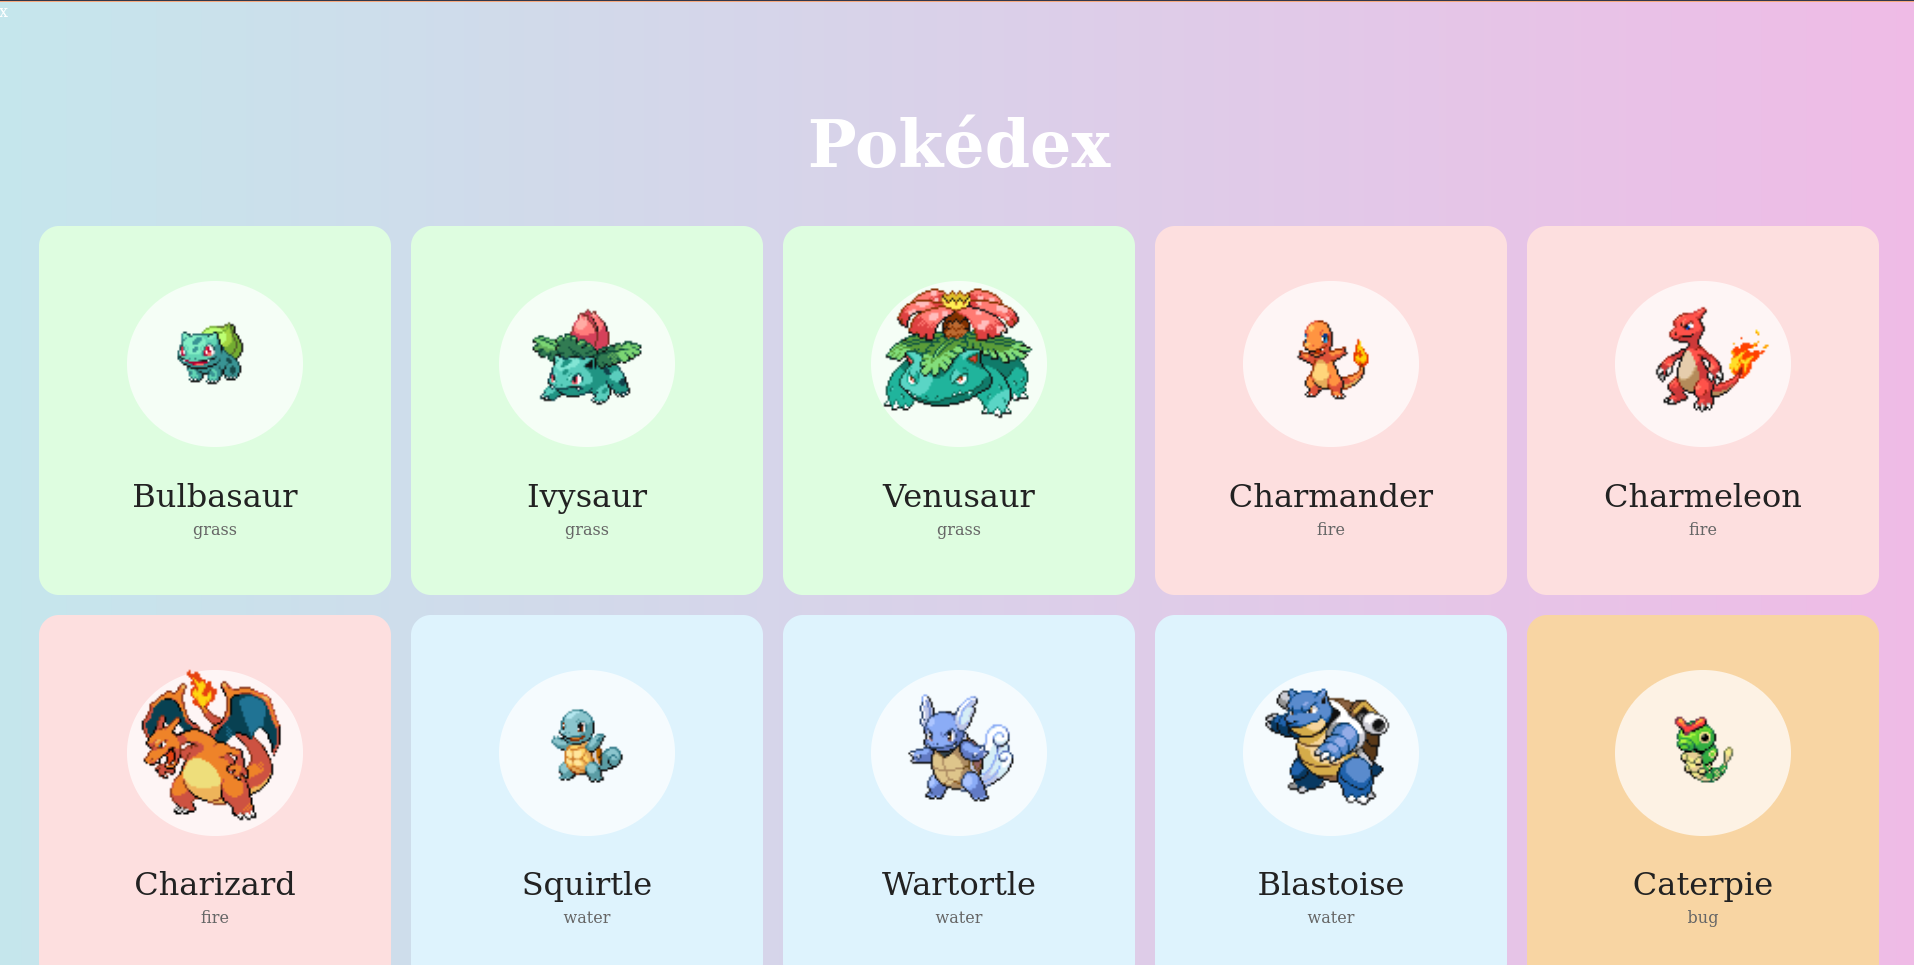 x
Pokédex
Bulbasaur
grass
Ivysaur
grass
Venusaur
grass
Charmander
fire
Charmeleon
fire
Charizard
fire
Squirtle
water
Wartortle
water
Blastoise
water
Caterpie
bug